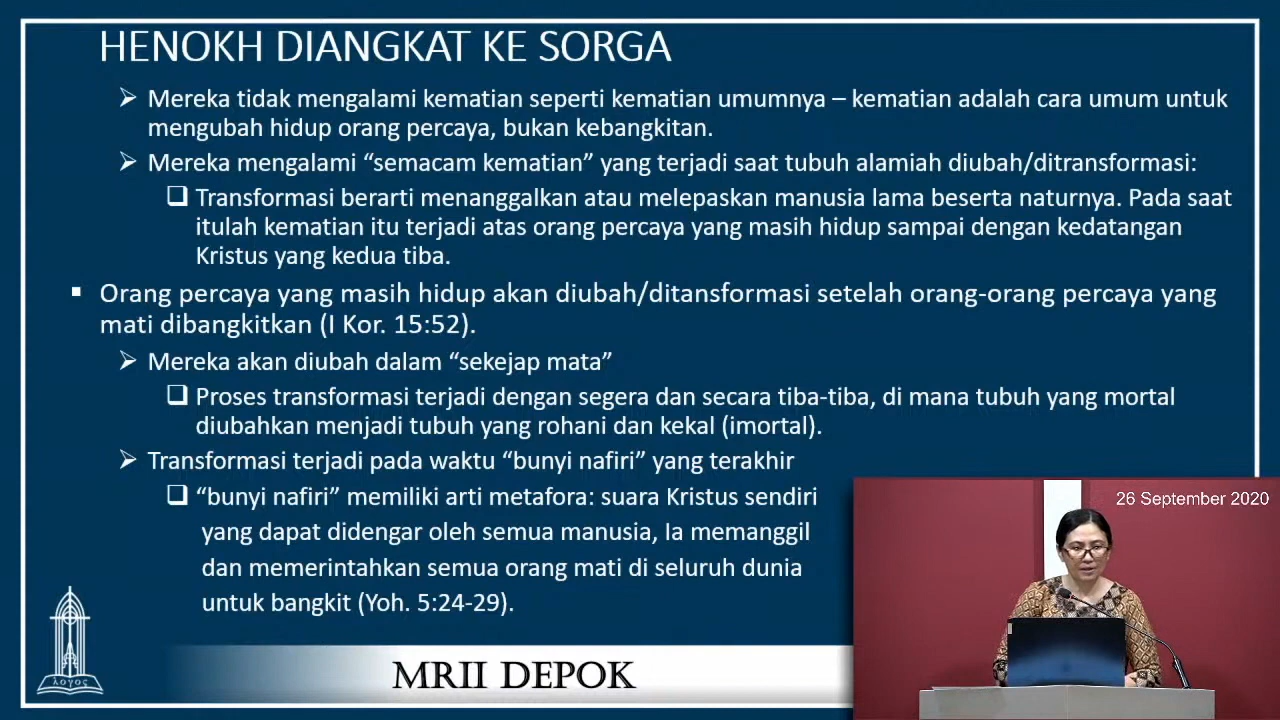 HENOKH DIANGKAT KE SORGA
➢ Mereka tidak mengalami kematian seperti kematian umumnya – kematian adalah cara umum untuk
mengubah hidup orang percaya, bukan kebangkitan.
➢ Mereka mengalami “semacam kematian” yang terjadi saat tubuh alamiah diubah/ditransformasi:
❑ Transformasi berarti menanggalkan atau melepaskan manusia lama beserta naturnya. Pada saat
itulah kematian itu terjadi atas orang percaya yang masih hidup sampai dengan kedatangan
Kristus yang kedua tiba.
▪ Orang percaya yang masih hidup akan diubah/ditansformasi setelah orang-orang percaya yang
mati dibangkitkan (I Kor. 15:52).
➢ Mereka akan diubah dalam “sekejap mata”
❑ Proses transformasi terjadi dengan segera dan secara tiba-tiba, di mana tubuh yang mortal
diubahkan menjadi tubuh yang rohani dan kekal (imortal).
➢ Transformasi terjadi pada waktu “bunyi nafiri” yang terakhir
❑ “bunyi nafiri” memiliki arti metafora: suara Kristus sendiri
yang dapat didengar oleh semua manusia, Ia memanggil
dan memerintahkan semua orang mati di seluruh dunia
untuk bangkit (Yoh. 5:24-29).
26 September 2020
λογος
MRII DEPOK